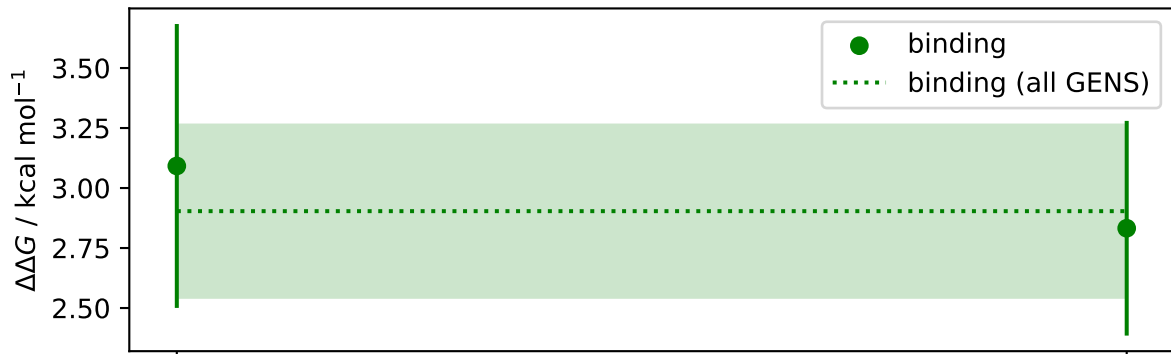 ΔΔG / kcal mol⁻¹
3.50
3.25
3.00
2.75
2.50
binding
binding (all GENS)